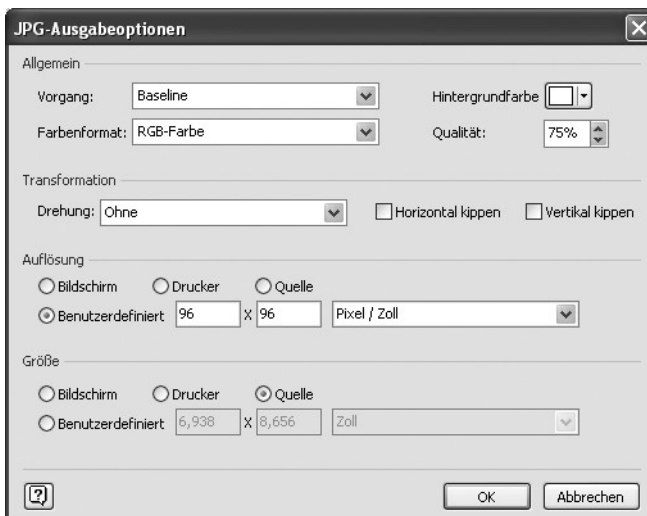 JPG-Ausgabeoptionen
Allgemein
Vorgang: Baseline Hintergrundfarbe
Farbenformat: RGB-Farbe Qualität: 75%
Transformation
Drehung: Ohne Horizontal kippen Vertikal kippen
Auflösung
Bildschirm Drucker Quelle
Benutzerdefiniert 96 X 96 Pixel / Zoll
Größe
Bildschirm Drucker Quelle
Benutzerdefiniert 6,938 X 8,656 Zoll
? OK Abbrechen